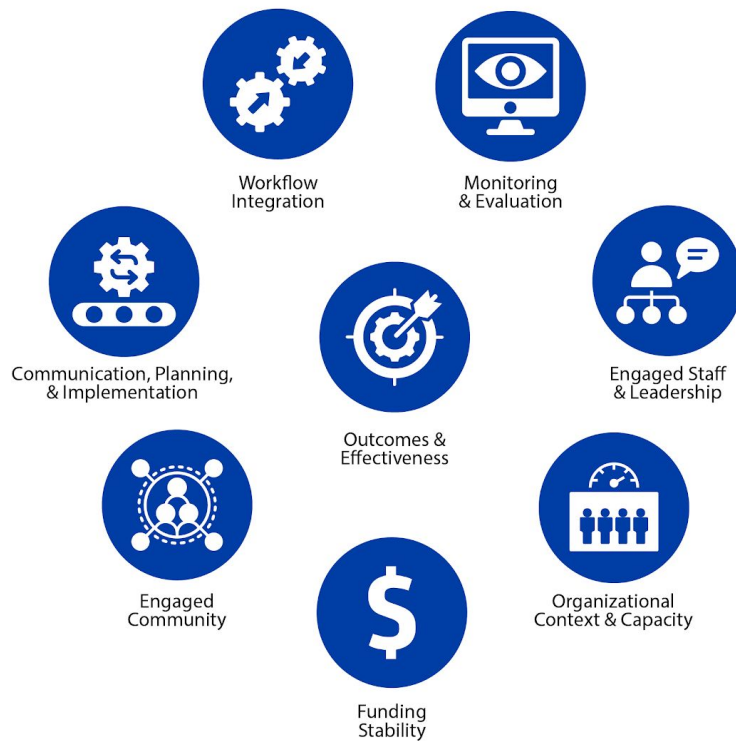 Workflow
Integration
Monitoring
& Evaluation
Communication, Planning,
& Implementation
Engaged Staff
& Leadership
Outcomes &
Effectiveness
Engaged
Community
Organizational
Context & Capacity
$
Funding
Stability